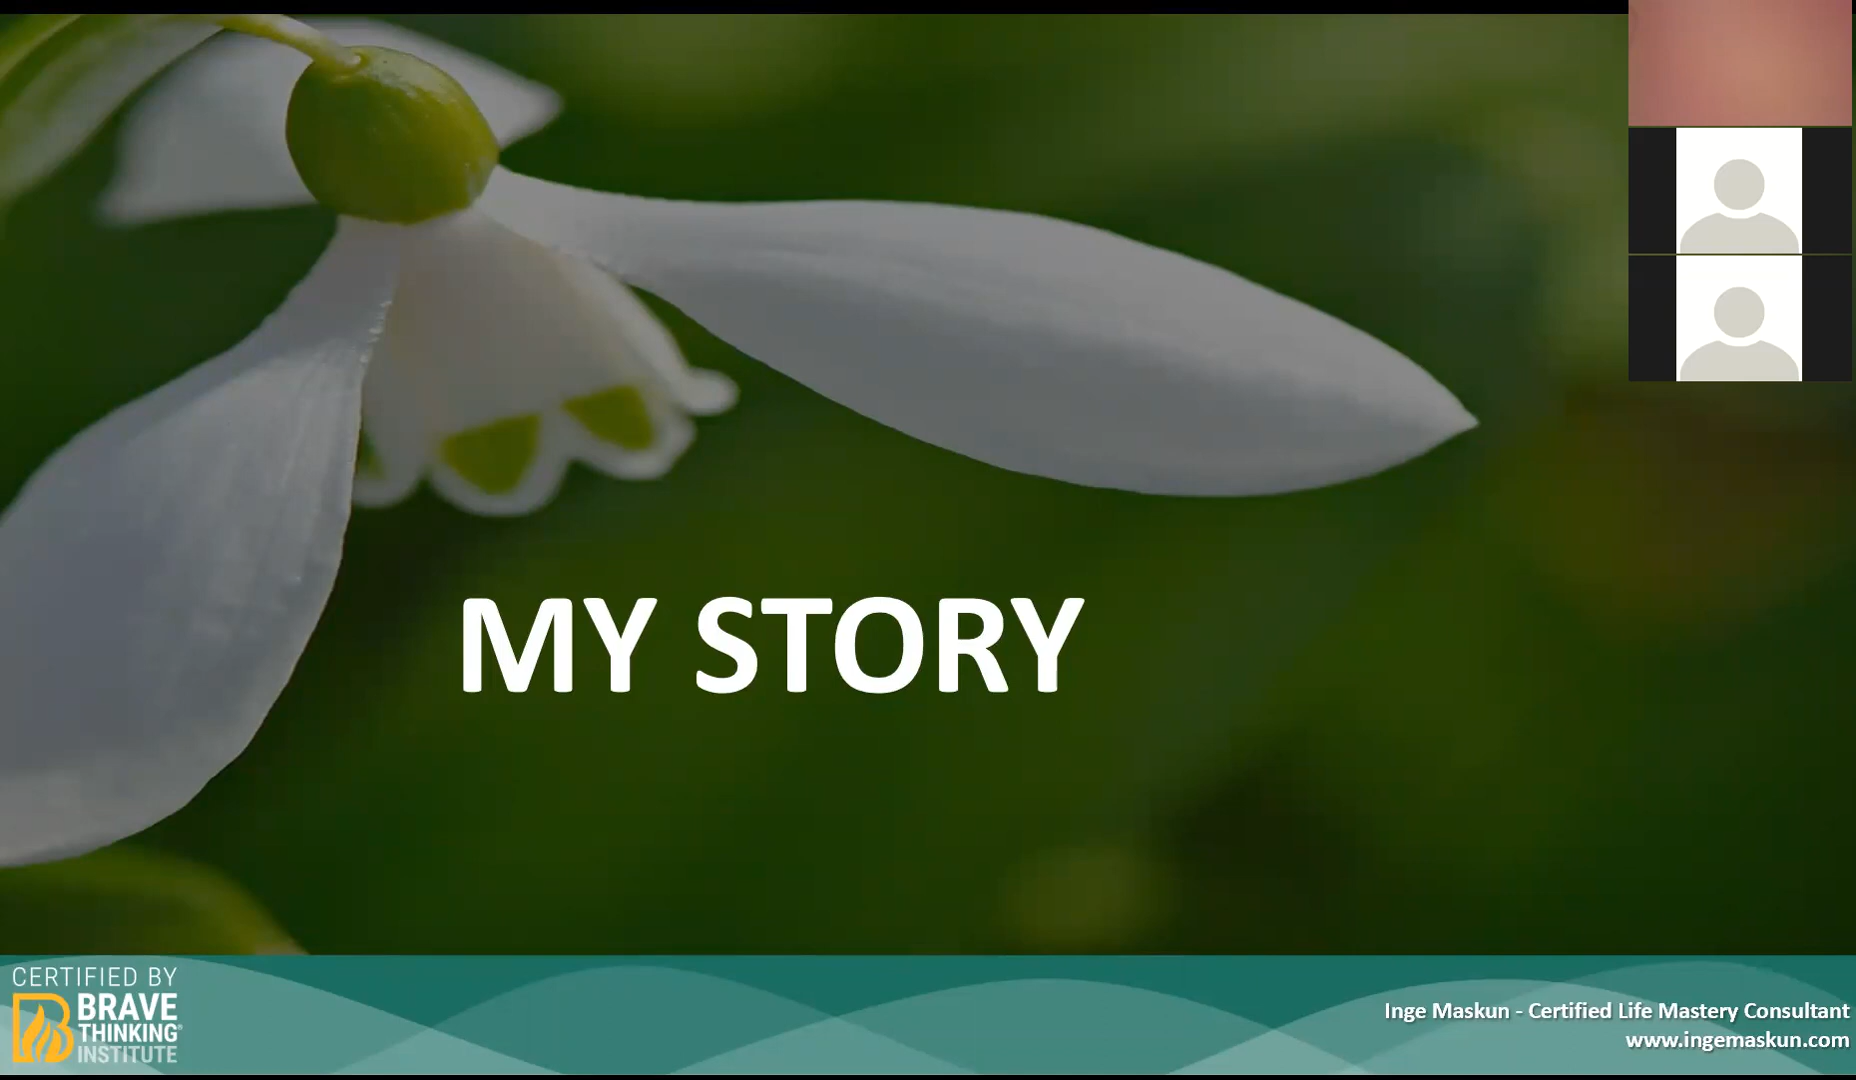 MY STORY
CERTIFIED BY
BRAVE
THINKING®
INSTITUTE
Inge Maskun - Certified Life Mastery Consultant
www.ingemaskun.com